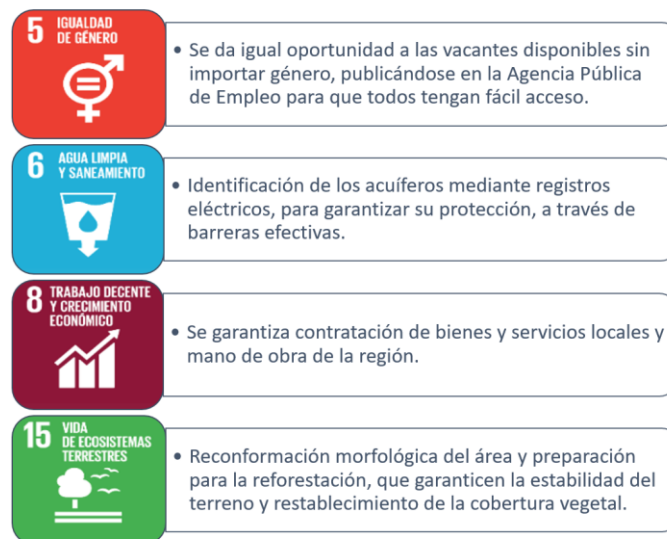 5 IGUALDAD
DE GÉNERO
• Se da igual oportunidad a las vacantes disponibles sin
importar género, publicándose en la Agencia Pública
de Empleo para que todos tengan fácil acceso.
6 AGUA LIMPIA
Y SANEAMIENTO
• Identificación de los acuíferos mediante registros
eléctricos, para garantizar su protección, a través de
barreras efectivas.
8 TRABAJO DECENTE
Y CRECIMIENTO
ECONÓMICO
• Se garantiza contratación de bienes y servicios locales y
mano de obra de la región.
15 VIDA
DE ECOSISTEMAS
TERRESTRES
• Reconformación morfológica del área y preparación
para la reforestación, que garanticen la estabilidad del
terreno y restablecimiento de la cobertura vegetal.